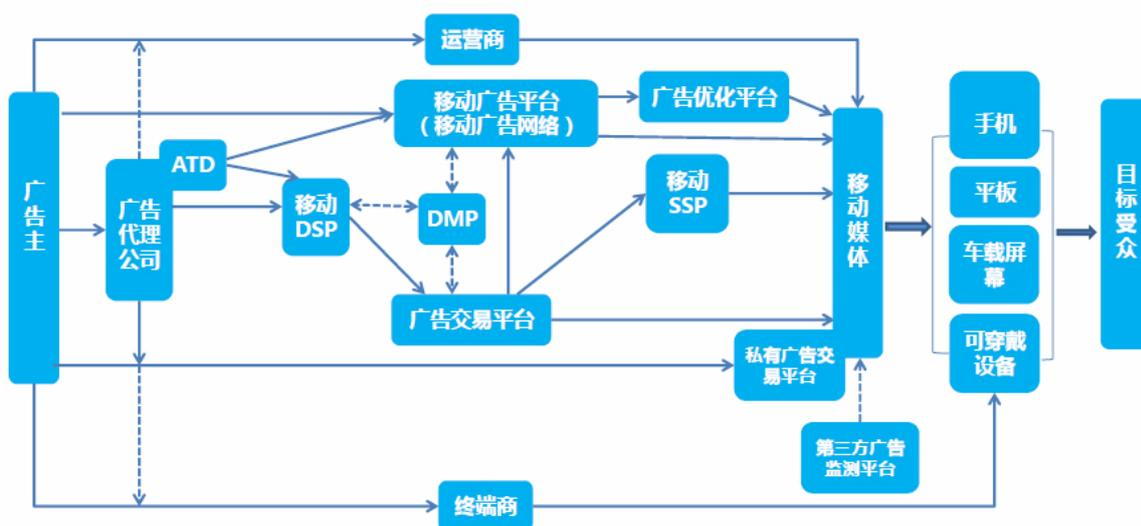 运营商
移动广告平台
（移动广告网络）
广告优化平台
手机
广告主
ATD
广告
代理
公司
移动
DSP
DMP
移动
SSP
移动媒体
平板
目标受众
车载屏
幕
广告交易平台
私有广告交
易平台
可穿戴
设备
第三方广告
监测平台
终端商